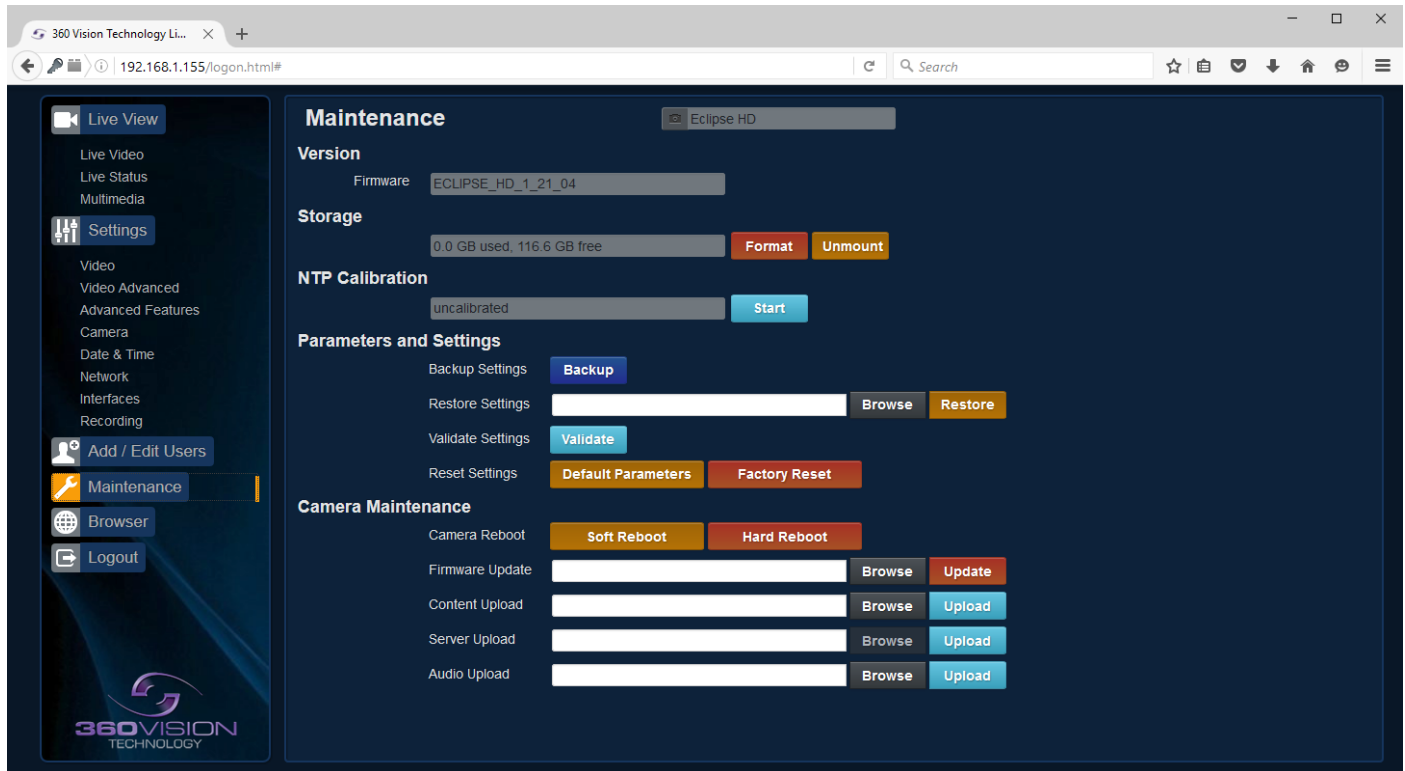 360 Vision Technology Li...
192.168.1.155/logon.html#
Search
Live View
Live Video
Live Status
Multimedia
Settings
Video
Video Advanced
Advanced Features
Camera
Date & Time
Network
Interfaces
Recording
Add / Edit Users
Maintenance
Browser
Logout
360VISION
TECHNOLOGY
Maintenance
Eclipse HD
Version
Firmware ECLIPSE_HD_1_21_04
Storage
0.0 GB used, 116.6 GB free Format Unmount
NTP Calibration
uncalibrated Start
Parameters and Settings
Backup Settings Backup
Restore Settings Browse Restore
Validate Settings Validate
Reset Settings Default Parameters Factory Reset
Camera Maintenance
Camera Reboot Soft Reboot Hard Reboot
Firmware Update Browse Update
Content Upload Browse Upload
Server Upload Browse Upload
Audio Upload Browse Upload